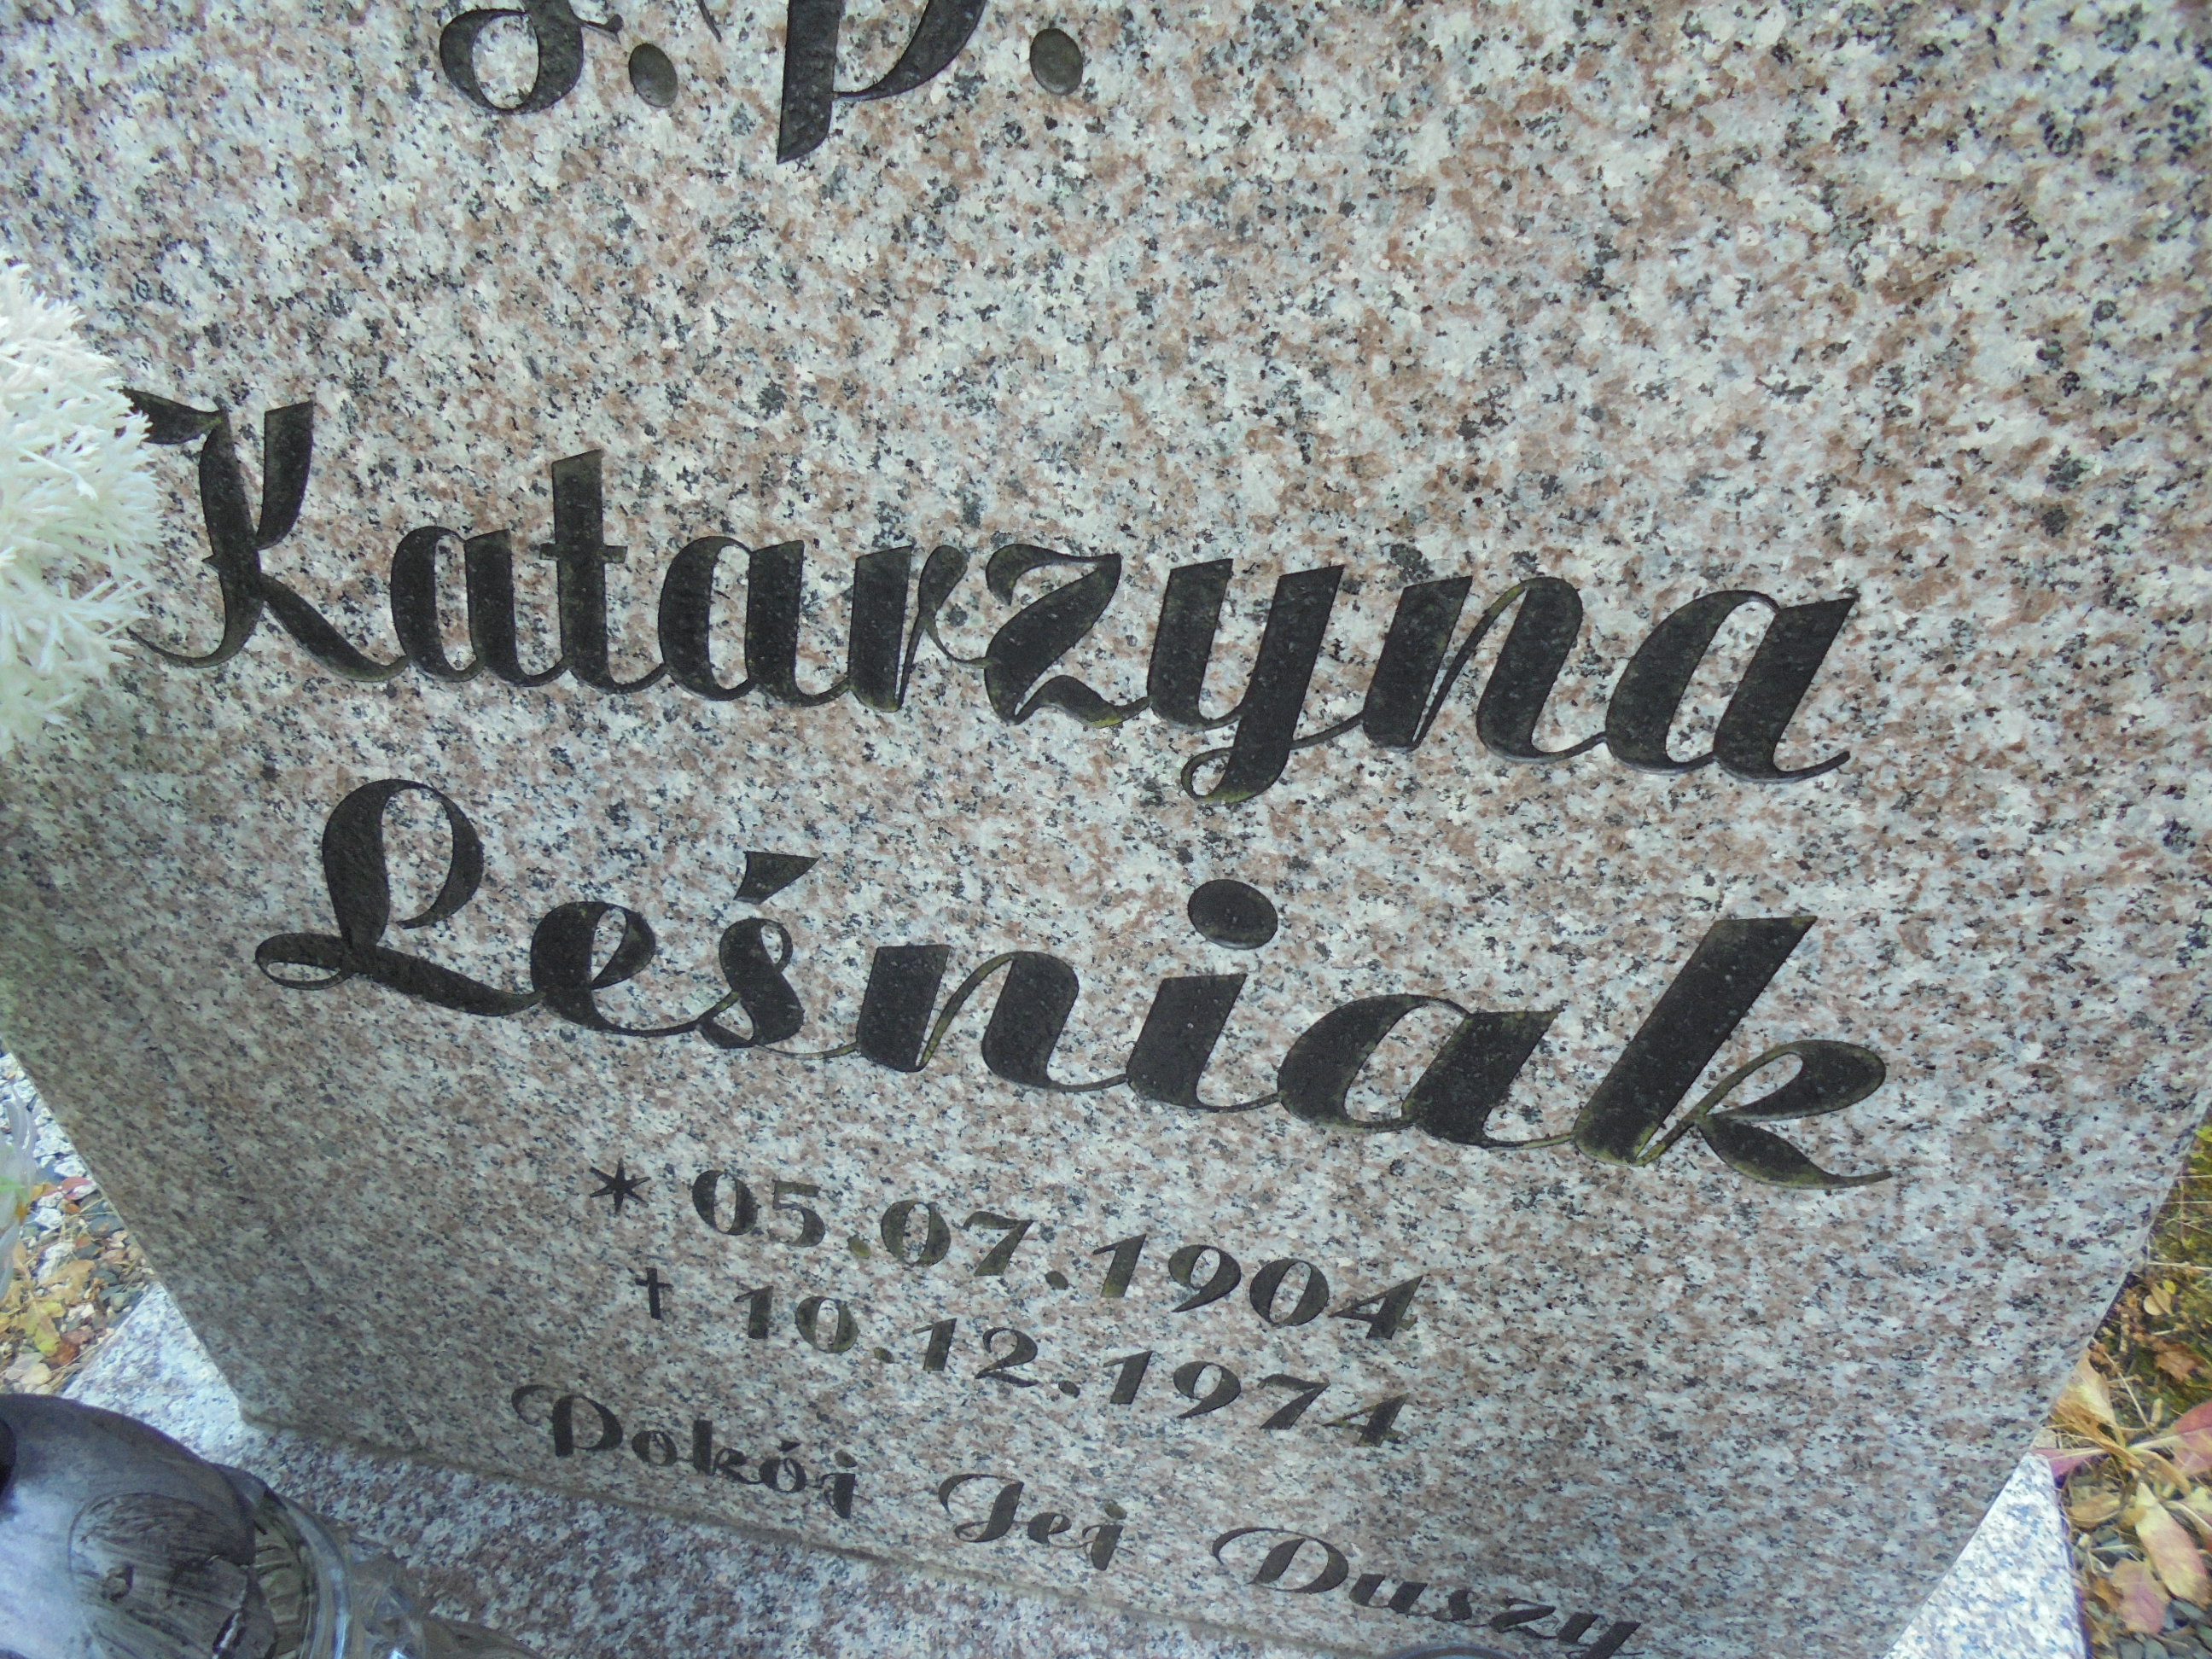 ś.p.
Katarzyna
Leśniak
* 05.07.1904
† 10.12.1974
Pokój Jej Duszy